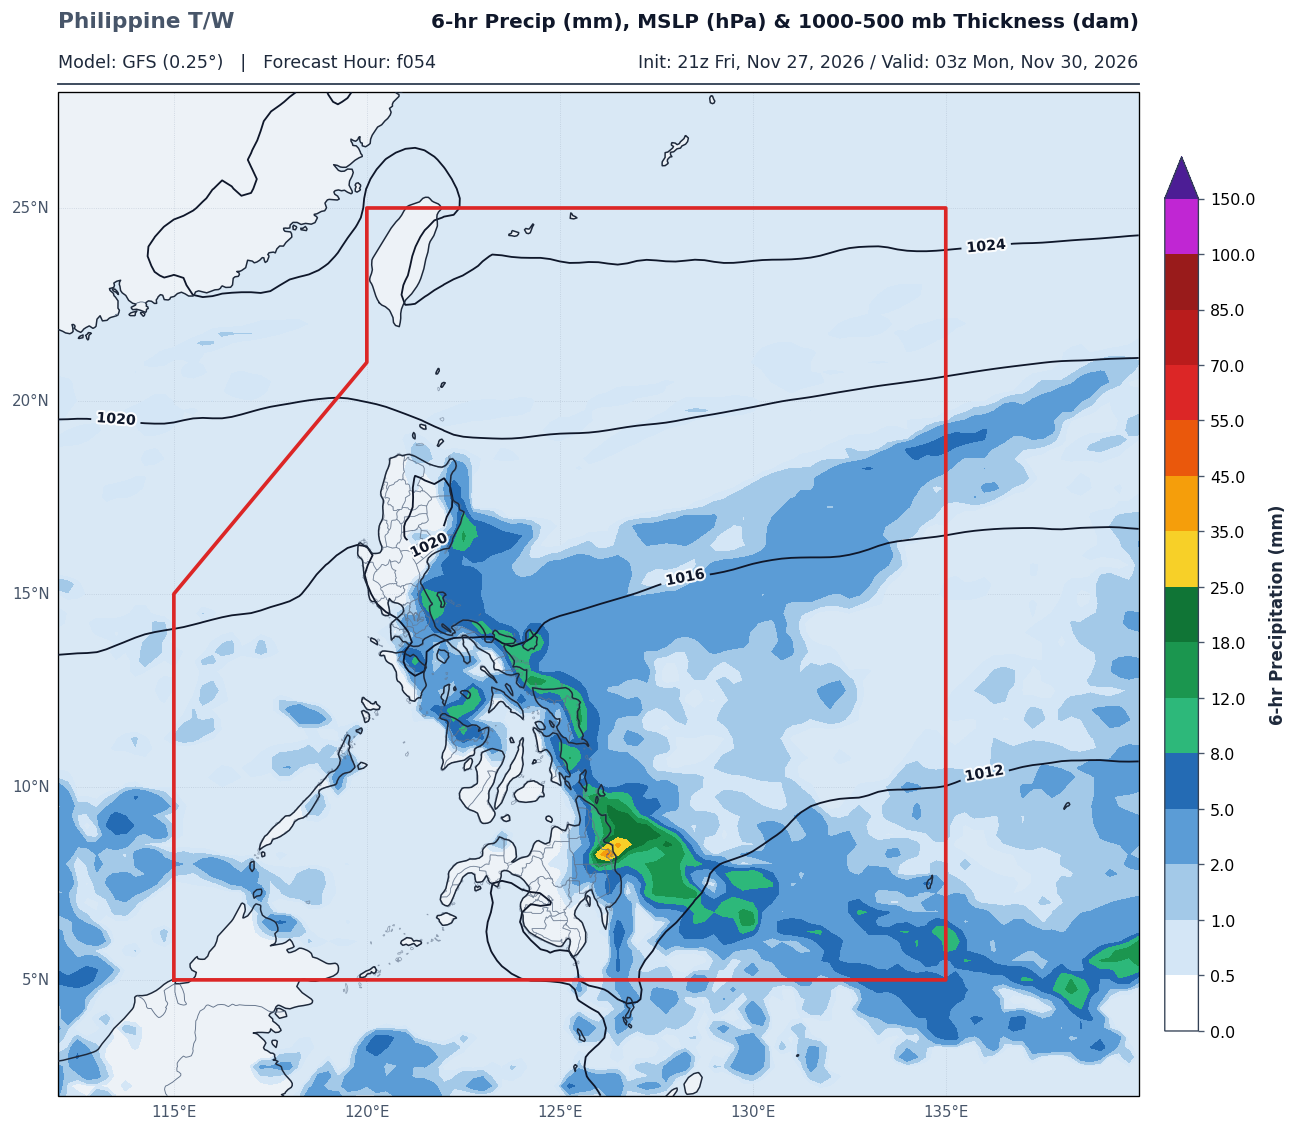 Philippine T/W
6-hr Precip (mm), MSLP (hPa) & 1000-500 mb Thickness (dam)
Model: GFS (0.25°) | Forecast Hour: f054
Init: 21z Fri, Nov 27, 2026 / Valid: 03z Mon, Nov 30, 2026
25°N
20°N
15°N
10°N
5°N
115°E
120°E
125°E
130°E
135°E
1024
1020
1020
1016
1012
150.0
100.0
85.0
70.0
55.0
45.0
35.0
25.0
18.0
12.0
8.0
5.0
2.0
1.0
0.5
0.0
6-hr Precipitation (mm)